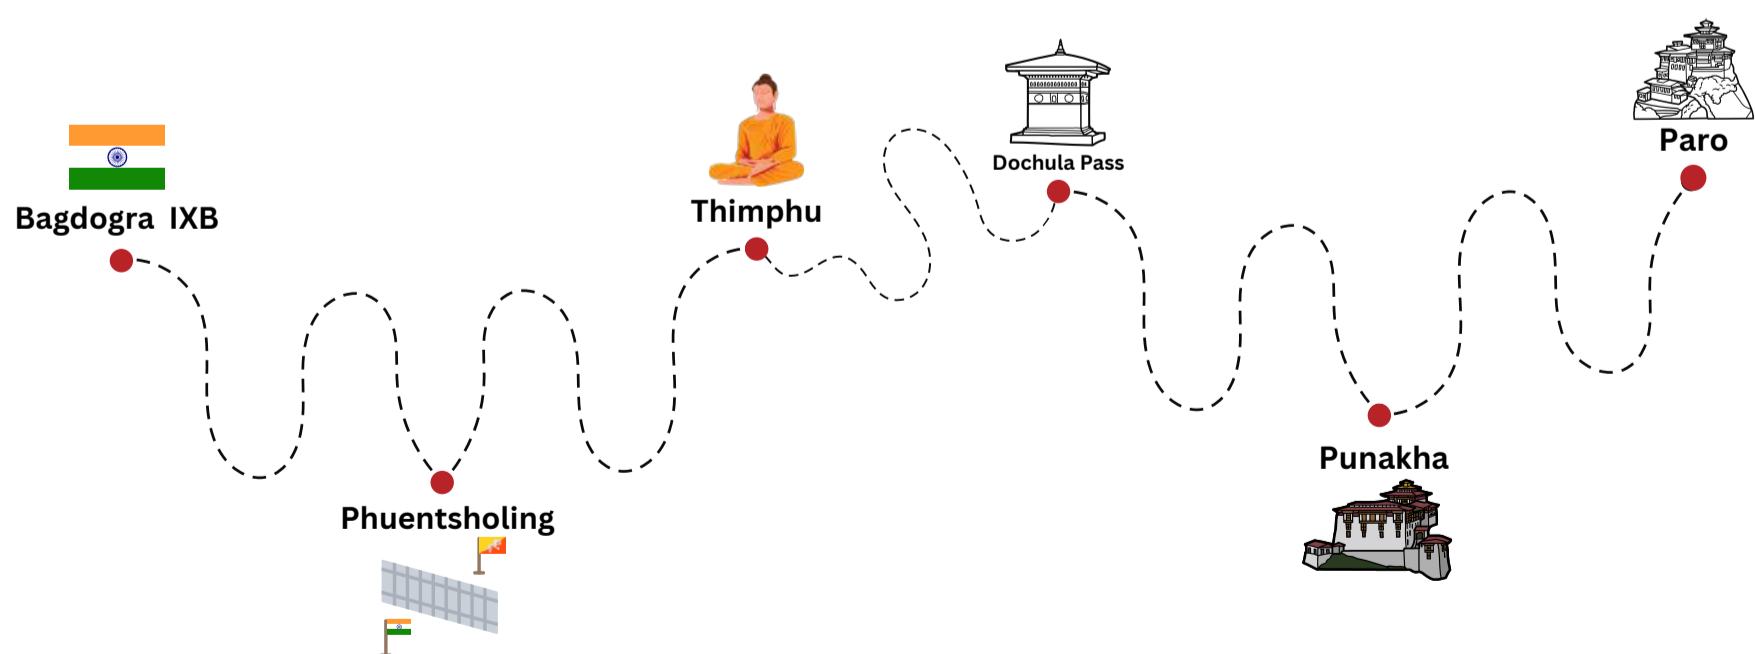 Bagdogra IXB
Phuentsholing
Thimphu
Dochula Pass
Punakha
Paro